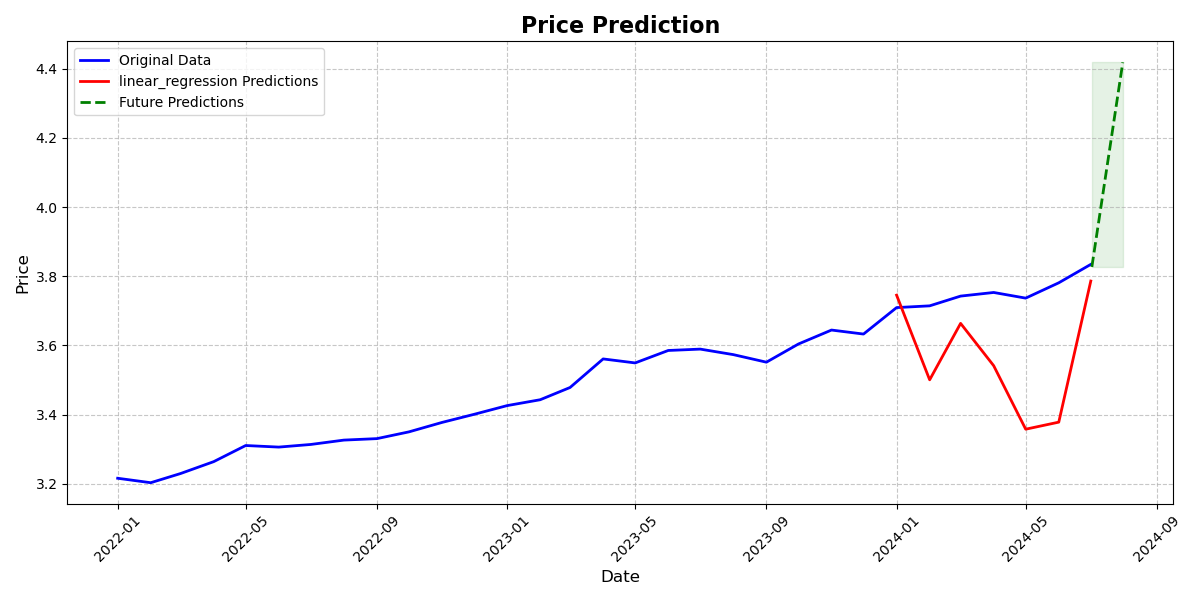 Price Prediction
Original Data
linear_regression Predictions
Future Predictions
4.4
4.2
4.0
3.8
3.6
3.4
3.2
Price
2022-01
2022-05
2022-09
2023-01
2023-05
2023-09
2024-01
2024-05
2024-09
Date